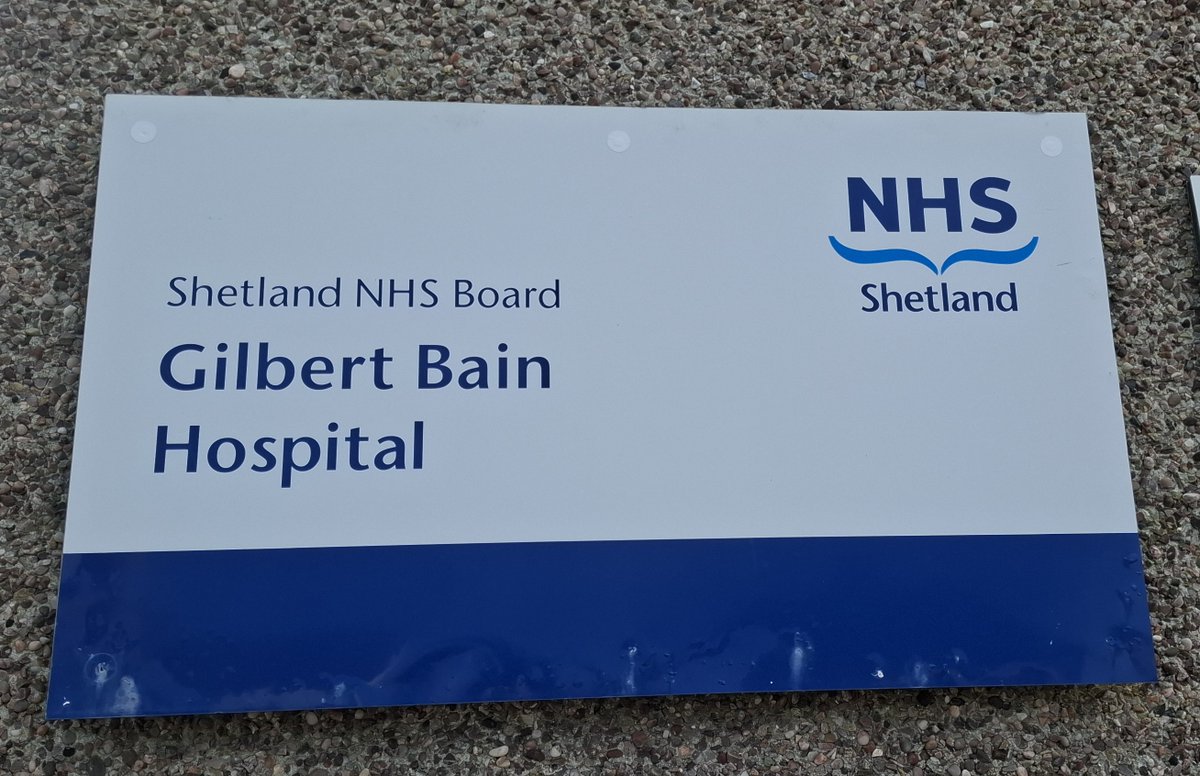 NHS
Shetland
Shetland NHS Board
Gilbert Bain
Hospital